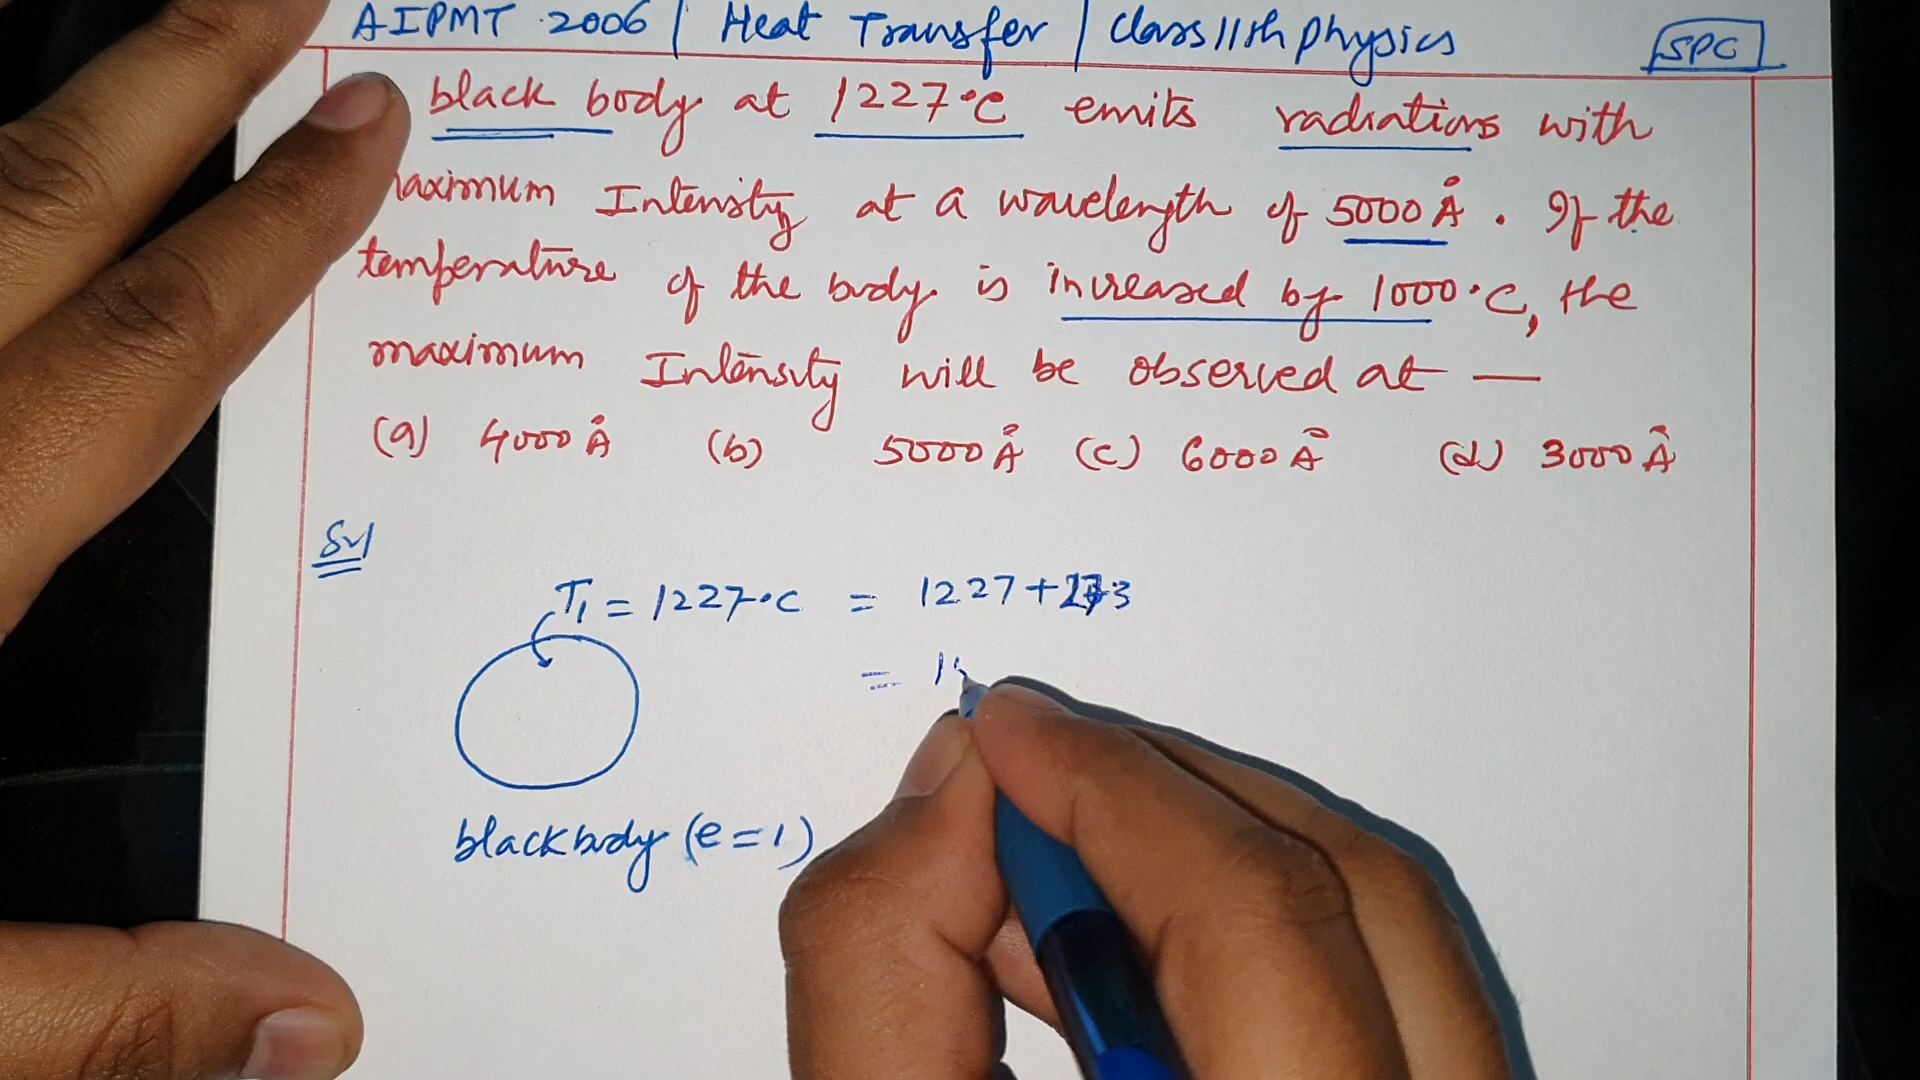 AIPMT 2006 | Heat Transfer | Class 11th physics SPC
black body at 1227°C emits radiations with
maximum Intensity at a wavelength of 5000 Å. If the
temperature of the body is increased by 1000°C, the
maximum Intensity will be observed at —
(a) 4000 Å (b) 5000 Å (c) 6000 Å (d) 3000 Å
Sol
T₁ = 1227°C = 1227+273
= 15
blackbody (e=1)